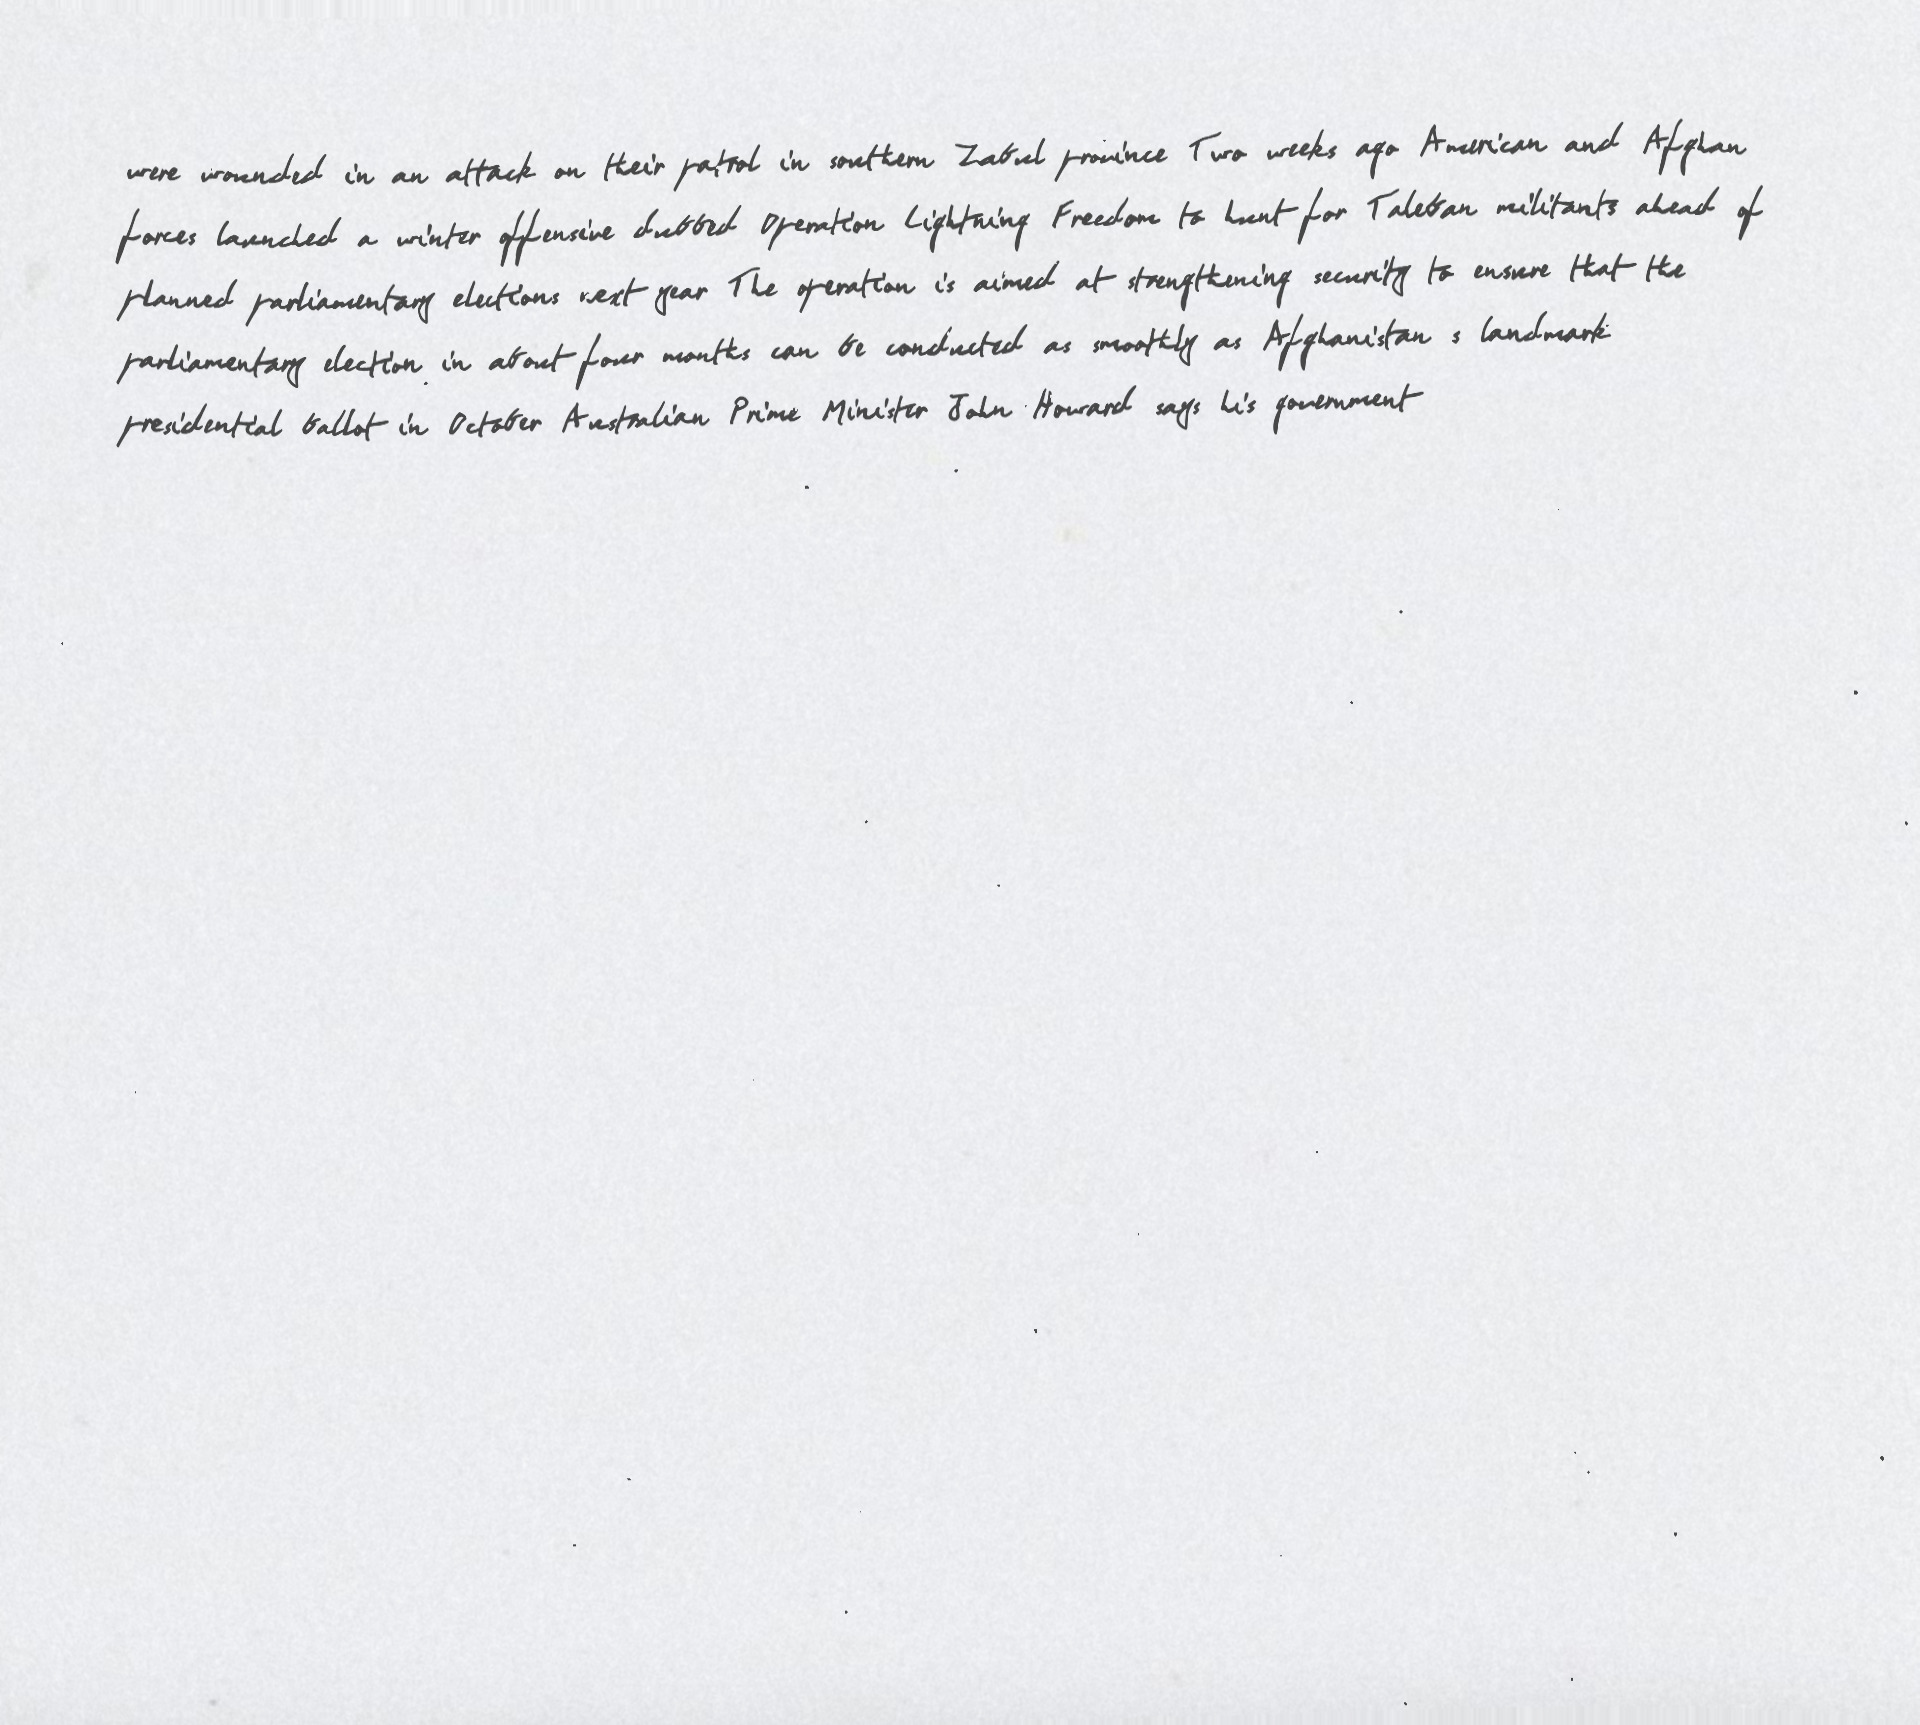 were wounded in an attack on their patrol in southern Zabul province Two weeks ago American and Afghan
forces launched a winter offensive dubbed Operation Lightning Freedom to hunt for Taleban militants ahead of
planned parliamentary elections next year The operation is aimed at strengthening security to ensure that the
parliamentary election in about four months can be conducted as smoothly as Afghanistan s landmark
presidential ballot in October Australian Prime Minister John Howard says his government